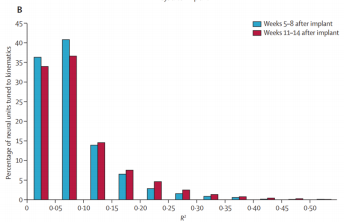 B
Weeks 5–8 after implant
Weeks 11–14 after implant
Percentage of neural units tuned to kinematics
45
40
35
30
25
20
15
10
5
0
0 0·05 0·10 0·15 0·20 0·25 0·30 0·35 0·40 0·45 0·50
R²